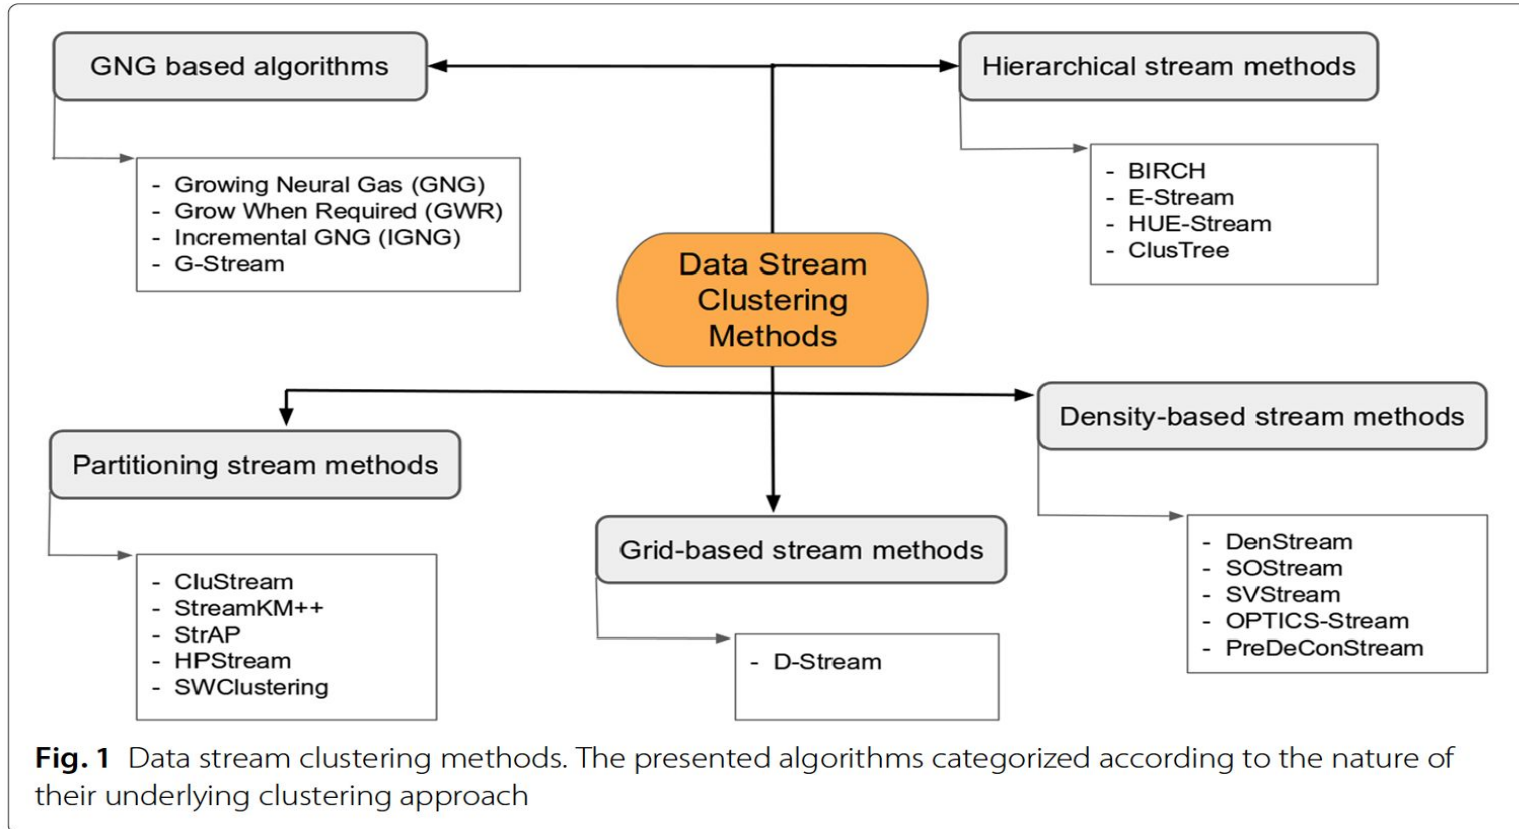 GNG based algorithms
- Growing Neural Gas (GNG)
- Grow When Required (GWR)
- Incremental GNG (IGNG)
- G-Stream
Hierarchical stream methods
- BIRCH
- E-Stream
- HUE-Stream
- ClusTree
Data Stream
Clustering
Methods
Partitioning stream methods
- CluStream
- StreamKM++
- StrAP
- HPStream
- SWClustering
Grid-based stream methods
- D-Stream
Density-based stream methods
- DenStream
- SOStream
- SVStream
- OPTICS-Stream
- PreDeConStream
Fig. 1 Data stream clustering methods. The presented algorithms categorized according to the nature of
their underlying clustering approach